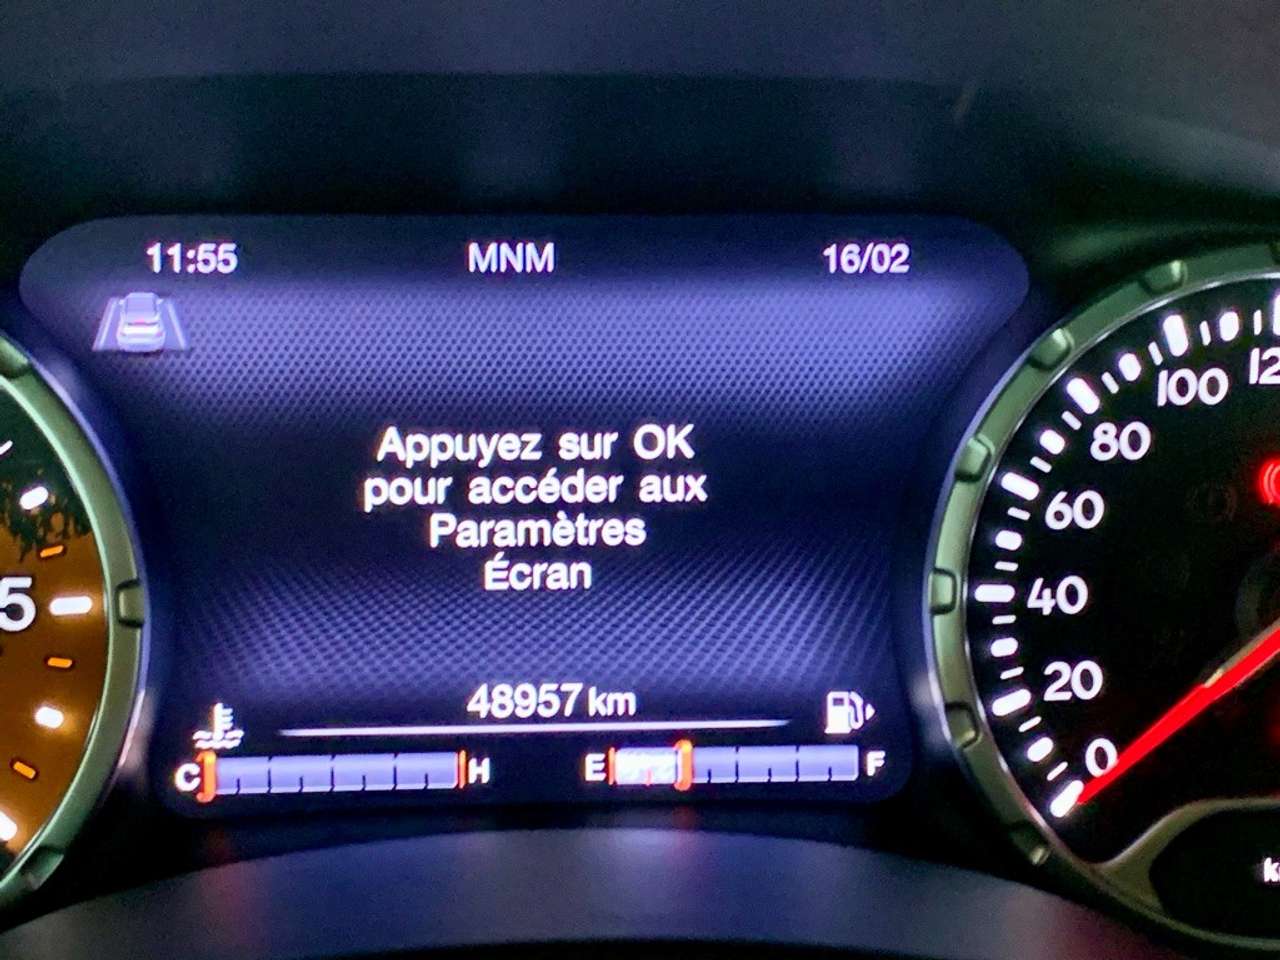 11:55 MNM 16/02
Appuyez sur OK
pour accéder aux
Paramètres
Écran
48957 km
C H E F
5
0
20
40
60
80
100